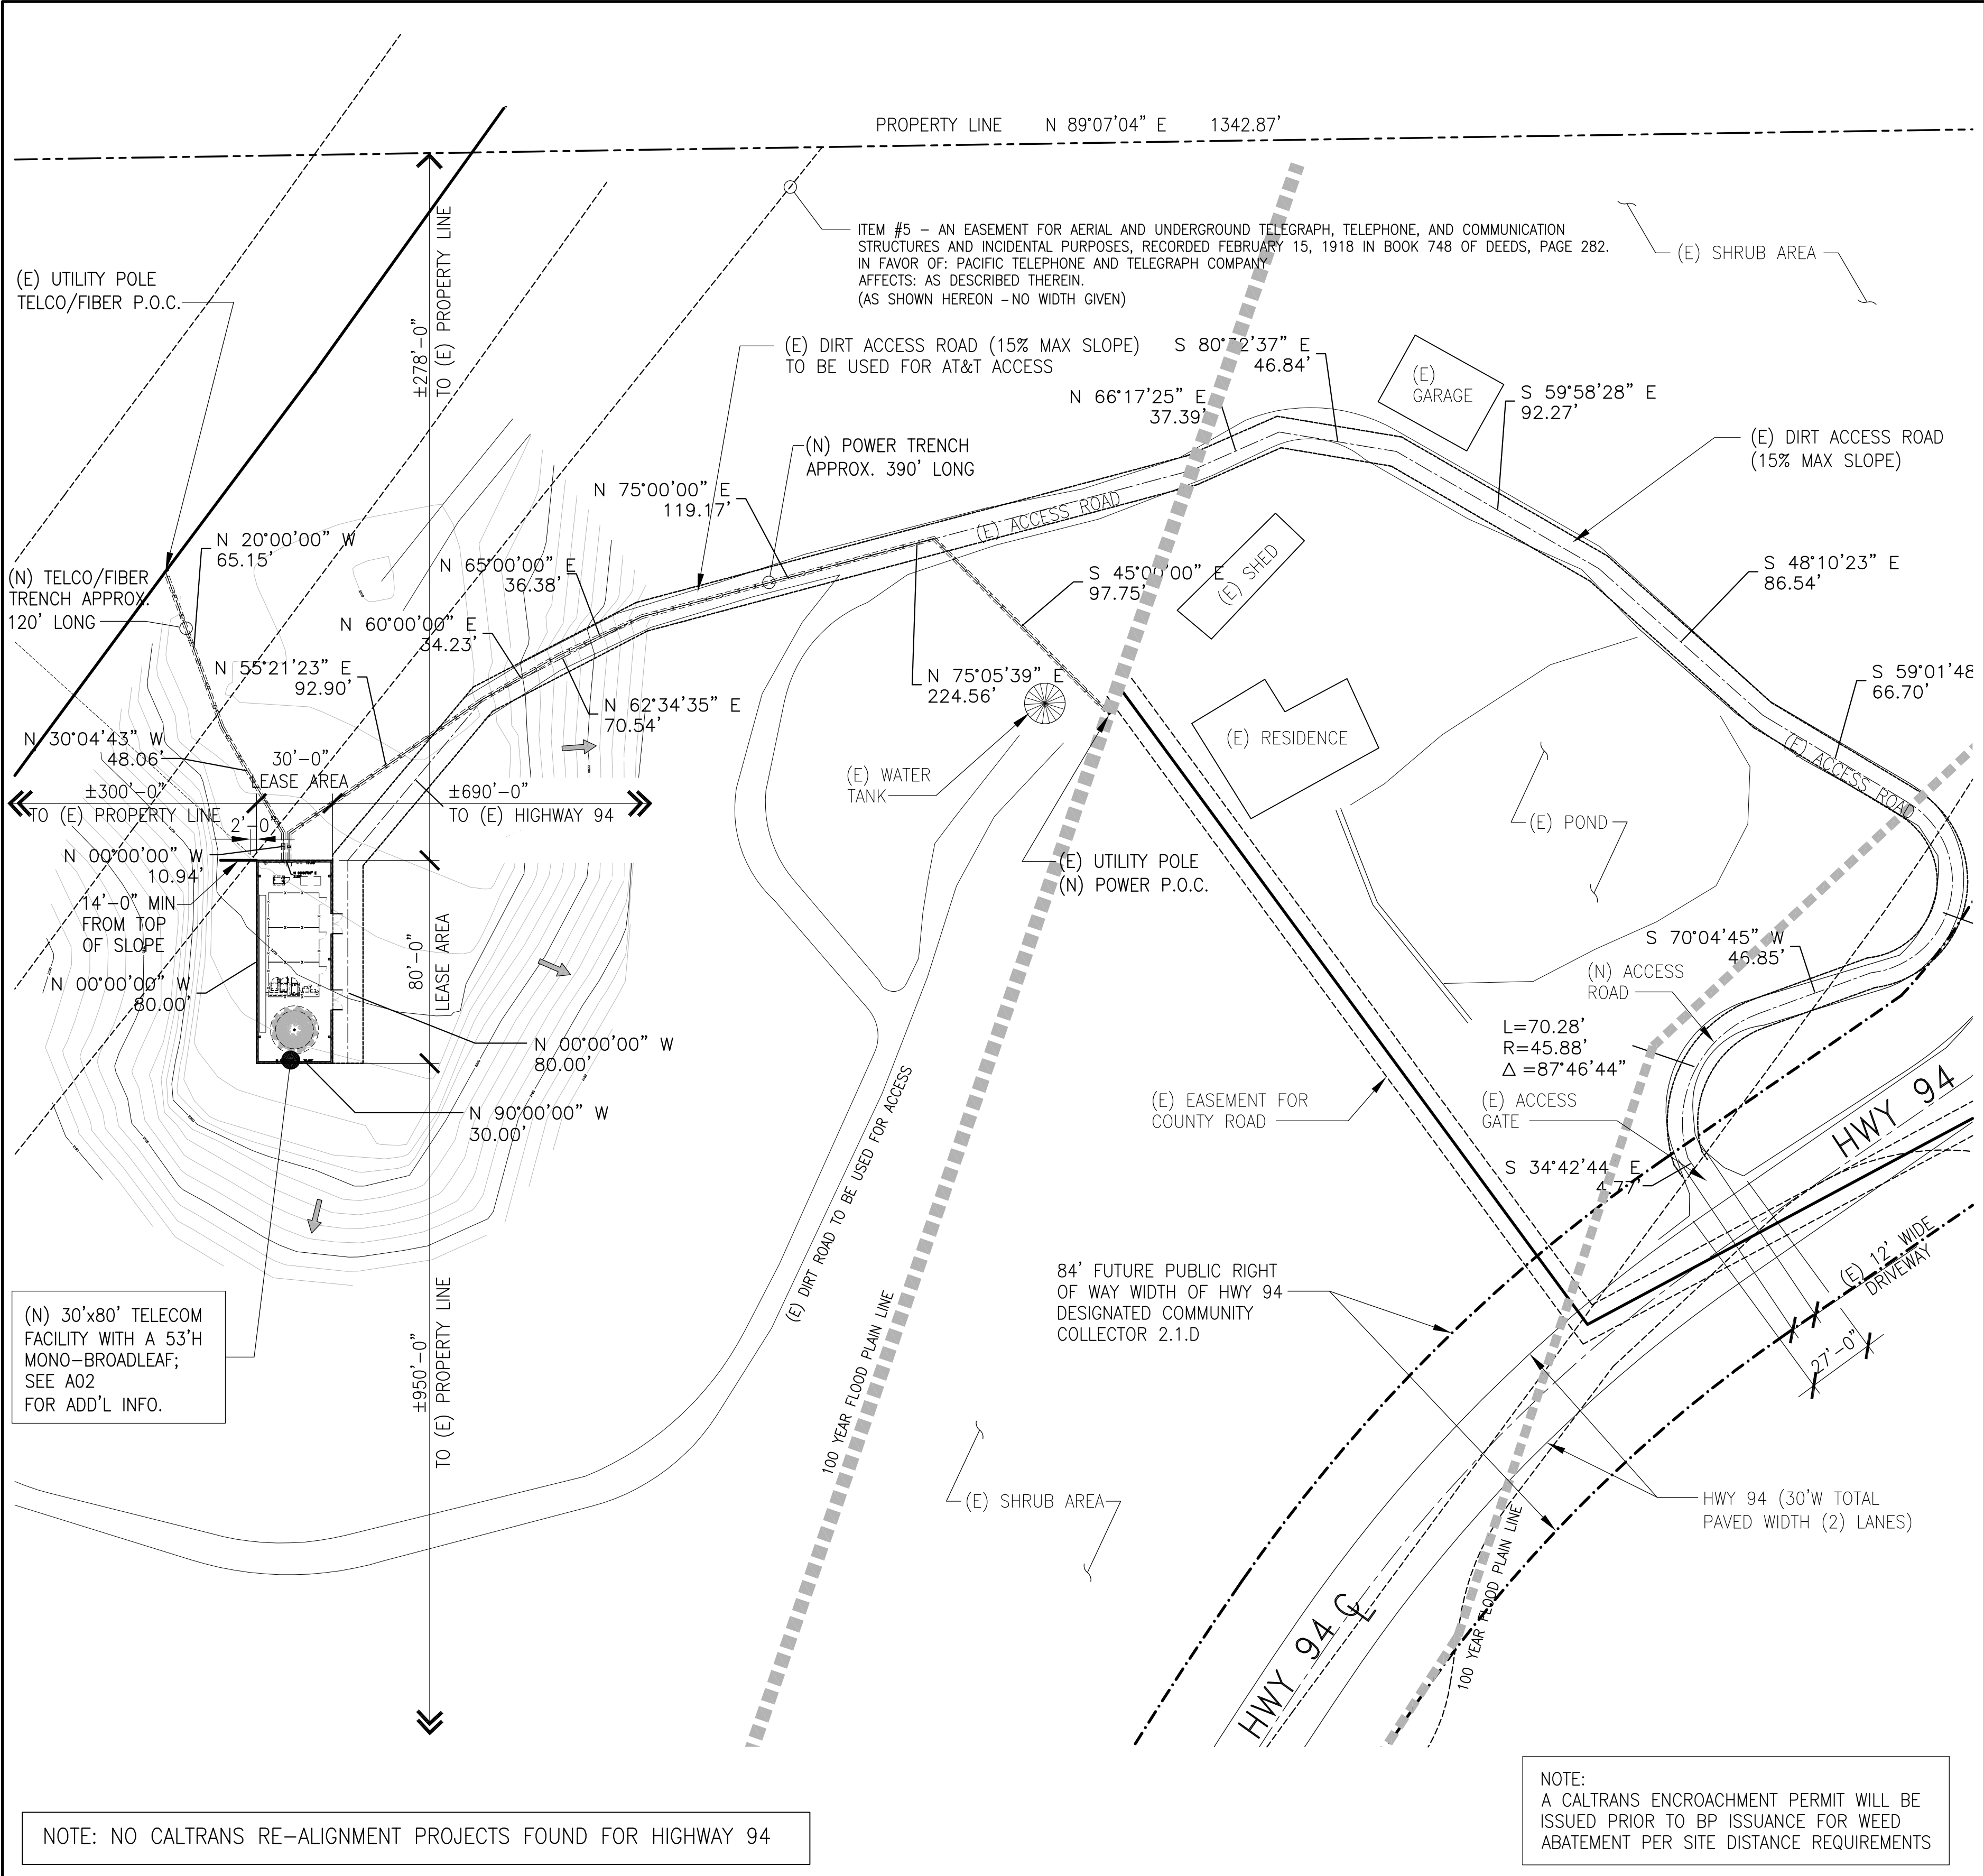 PROPERTY LINE N 89°07'04" E 1342.87'
ITEM #5 – AN EASEMENT FOR AERIAL AND UNDERGROUND TELEGRAPH, TELEPHONE, AND COMMUNICATION
STRUCTURES AND INCIDENTAL PURPOSES, RECORDED FEBRUARY 15, 1918 IN BOOK 748 OF DEEDS, PAGE 282.
IN FAVOR OF: PACIFIC TELEPHONE AND TELEGRAPH COMPANY
AFFECTS: AS DESCRIBED THEREIN.
(AS SHOWN HEREON – NO WIDTH GIVEN)
(E) SHRUB AREA
(E) UTILITY POLE
TELCO/FIBER P.O.C.
±278'-0"
TO (E) PROPERTY LINE
(E) DIRT ACCESS ROAD (15% MAX SLOPE)
TO BE USED FOR AT&T ACCESS
S 80° 2'37" E
46.84'
N 66°17'25" E
37.39'
(E)
GARAGE
S 59°58'28" E
92.27'
(E) DIRT ACCESS ROAD
(15% MAX SLOPE)
(N) POWER TRENCH
APPROX. 390' LONG
N 75°00'00" E
119.17'
(E) ACCESS ROAD
N 20°00'00" W
65.15'
N 65°00'00" E
36.38'
(N) TELCO/FIBER
TRENCH APPROX.
120' LONG
N 60°00'00" E
34.23'
S 45°00'00" E
97.75'
(E) SHED
S 48°10'23" E
86.54'
N 55°21'23" E
92.90'
N 75°05'39" E
224.56'
S 59°01'48
66.70'
N 62°34'35" E
70.54'
N 30°04'43" W
48.06'
30'-0"
LEASE AREA
(E) RESIDENCE
(E) ACCESS ROAD
(E) WATER
TANK
±300'-0"
TO (E) PROPERTY LINE
±690'-0"
TO (E) HIGHWAY 94
(E) POND
2'-0
N 00°00'00" W
10.94'
(E) UTILITY POLE
(N) POWER P.O.C.
14'-0" MIN
FROM TOP
OF SLOPE
80'-0"
LEASE AREA
N 00°00'00" W
80.00'
S 70°04'45" W
46.85'
(N) ACCESS
ROAD
N 00°00'00" W
80.00'
L=70.28'
R=45.88'
Δ =87°46'44"
(E) EASEMENT FOR
COUNTY ROAD
(E) ACCESS
GATE
HWY 94
N 90°00'00" W
30.00'
S 34°42'44 E
4.77'
(E) DIRT ROAD TO BE USED FOR ACCESS
(E) 12' WIDE
DRIVEWAY
84' FUTURE PUBLIC RIGHT
OF WAY WIDTH OF HWY 94
DESIGNATED COMMUNITY
COLLECTOR 2.1.D
(N) 30'x80' TELECOM
FACILITY WITH A 53'H
MONO-BROADLEAF;
SEE A02
FOR ADD'L INFO.
27'-0"
±950'-0"
TO (E) PROPERTY LINE
100 YEAR FLOOD PLAIN LINE
(E) SHRUB AREA
HWY 94 (30'W TOTAL
PAVED WIDTH (2) LANES)
100 YEAR FLOOD PLAIN LINE
HWY 94 CL
NOTE: NO CALTRANS RE-ALIGNMENT PROJECTS FOUND FOR HIGHWAY 94
NOTE:
A CALTRANS ENCROACHMENT PERMIT WILL BE
ISSUED PRIOR TO BP ISSUANCE FOR WEED
ABATEMENT PER SITE DISTANCE REQUIREMENTS